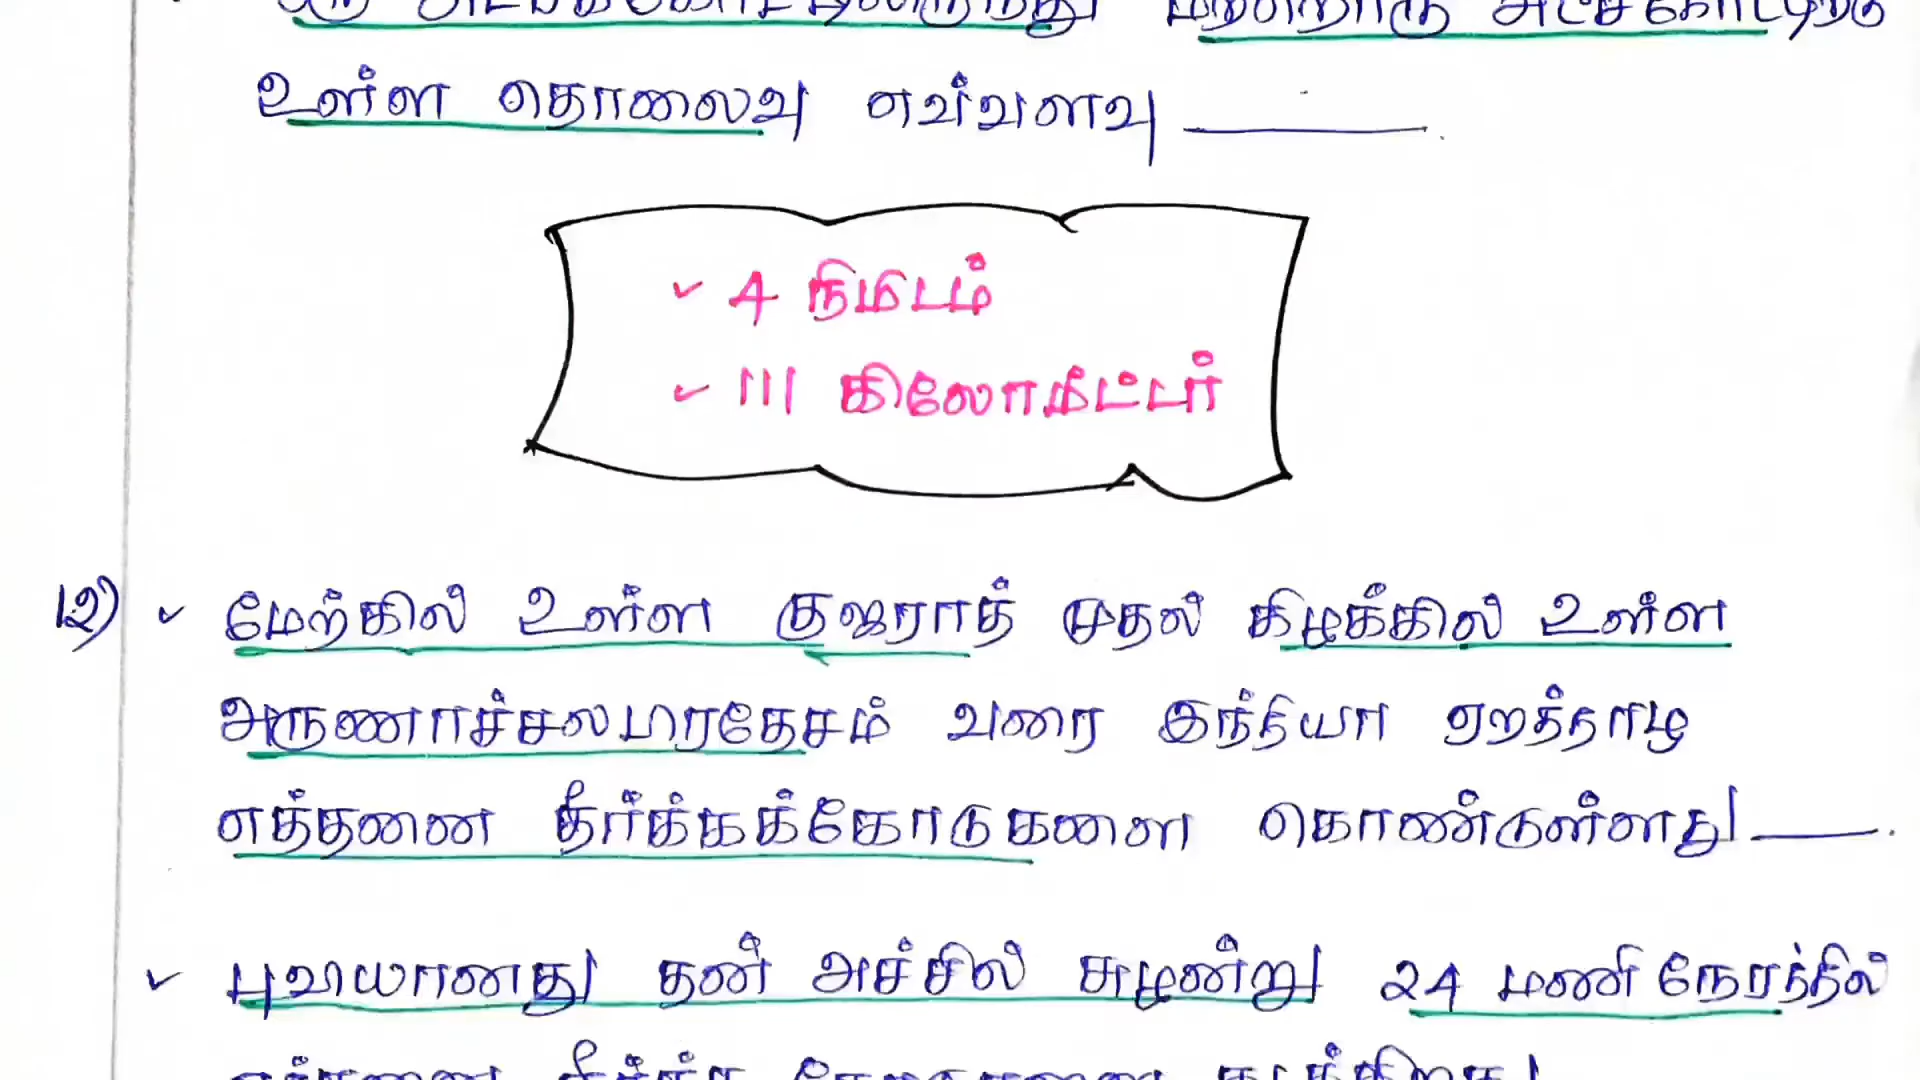 உள்ள தொலைவு எவ்வளவு ______.
✓ 4 நிமிடம்
✓ 111 கிலோமீட்டர்
12) ✓ மேற்கில் உள்ள குஜராத் முதல் கிழக்கில் உள்ள
அருணாச்சலபிரதேசம் வரை இந்தியா ஏறத்தாழ
எத்தனை தீர்க்கக்கோடுகளை கொண்டுள்ளது ____.
✓ புவியானது தன் அச்சில் சுழன்று 24 மணி நேரத்தில்